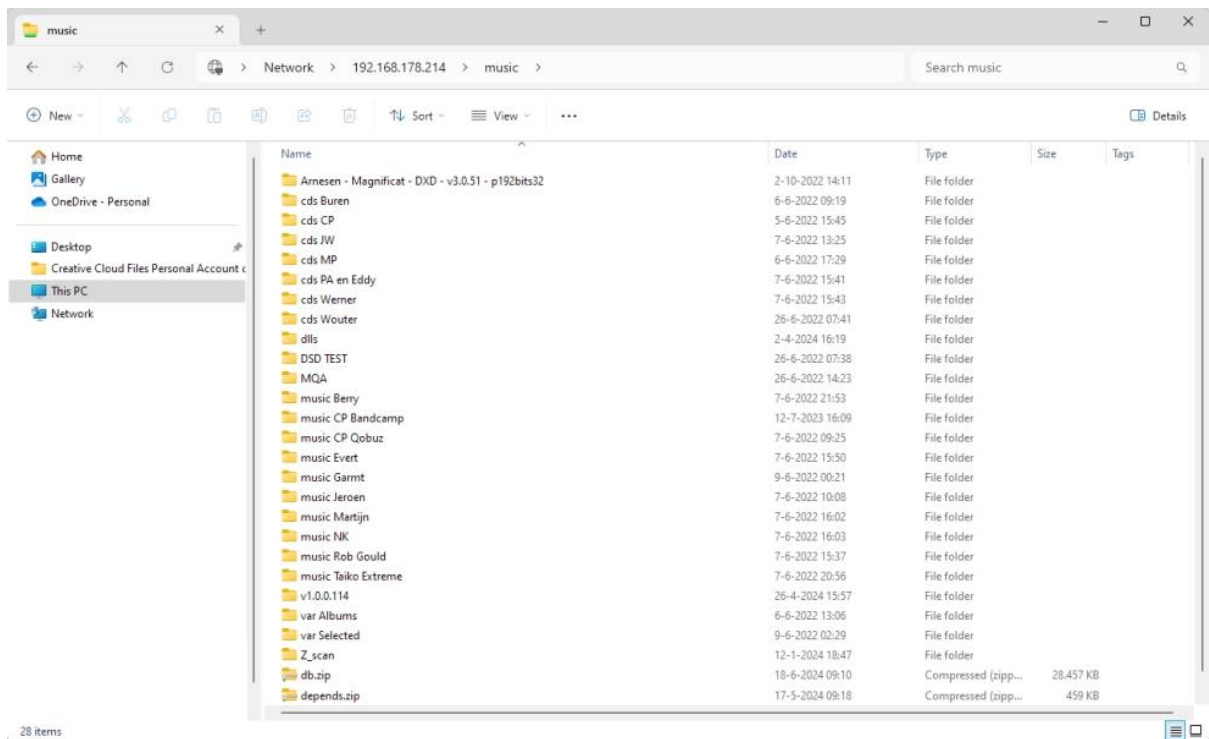 music
Network > 192.168.178.214 > music >
Search music
New
Sort
View
Details
Home
Gallery
OneDrive - Personal
Desktop
Creative Cloud Files Personal Account
This PC
Network
Name Date Type Size Tags
Arnesen - Magnificat - DXD - v3.0.51 - p192bits32 2-10-2022 14:11 File folder
cds Buren 6-6-2022 09:19 File folder
cds CP 5-6-2022 15:45 File folder
cds JW 7-6-2022 13:25 File folder
cds MP 6-6-2022 17:29 File folder
cds PA en Eddy 7-6-2022 15:41 File folder
cds Werner 7-6-2022 15:43 File folder
cds Wouter 26-6-2022 07:41 File folder
dlls 2-4-2024 16:19 File folder
DSD TEST 26-6-2022 07:38 File folder
MQA 26-6-2022 14:23 File folder
music Berry 7-6-2022 21:53 File folder
music CP Bandcamp 12-7-2023 16:09 File folder
music CP Qobuz 7-6-2022 09:25 File folder
music Evert 7-6-2022 15:50 File folder
music Garmt 9-6-2022 00:21 File folder
music Jeroen 7-6-2022 10:08 File folder
music Martijn 7-6-2022 16:02 File folder
music NK 7-6-2022 16:03 File folder
music Rob Gould 7-6-2022 15:37 File folder
music Taiko Extreme 7-6-2022 20:56 File folder
v1.0.0.114 26-4-2024 15:57 File folder
var Albums 6-6-2022 13:06 File folder
var Selected 9-6-2022 02:29 File folder
Z_scan 12-1-2024 18:47 File folder
db.zip 18-6-2024 09:10 Compressed (zipp... 28.457 KB
depends.zip 17-5-2024 09:18 Compressed (zipp... 459 KB
28 items